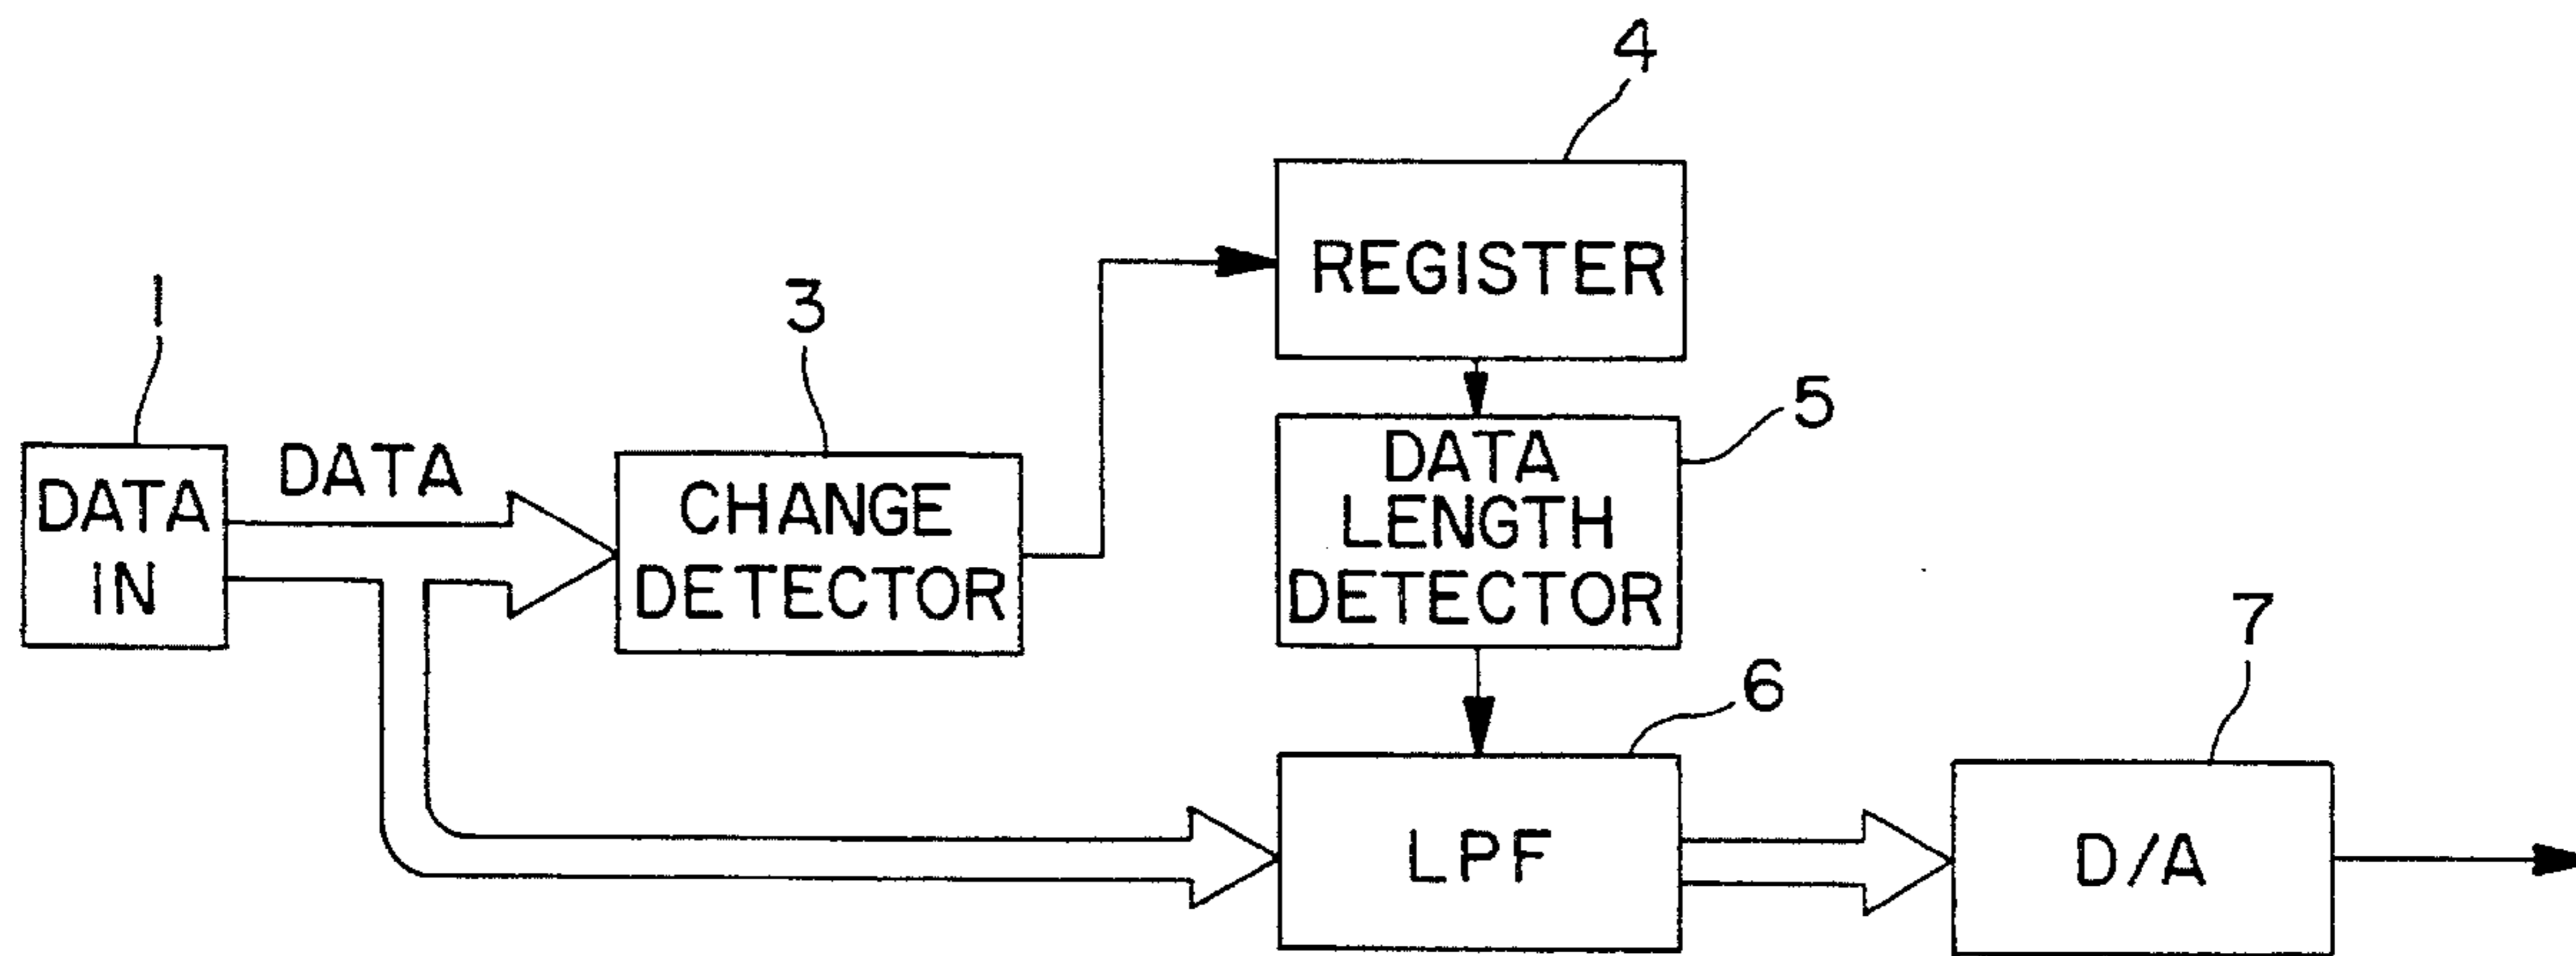 4
REGISTER
1
3
DATA
DATA
IN
CHANGE
DETECTOR
5
DATA
LENGTH
DETECTOR
6
7
LPF
D/A